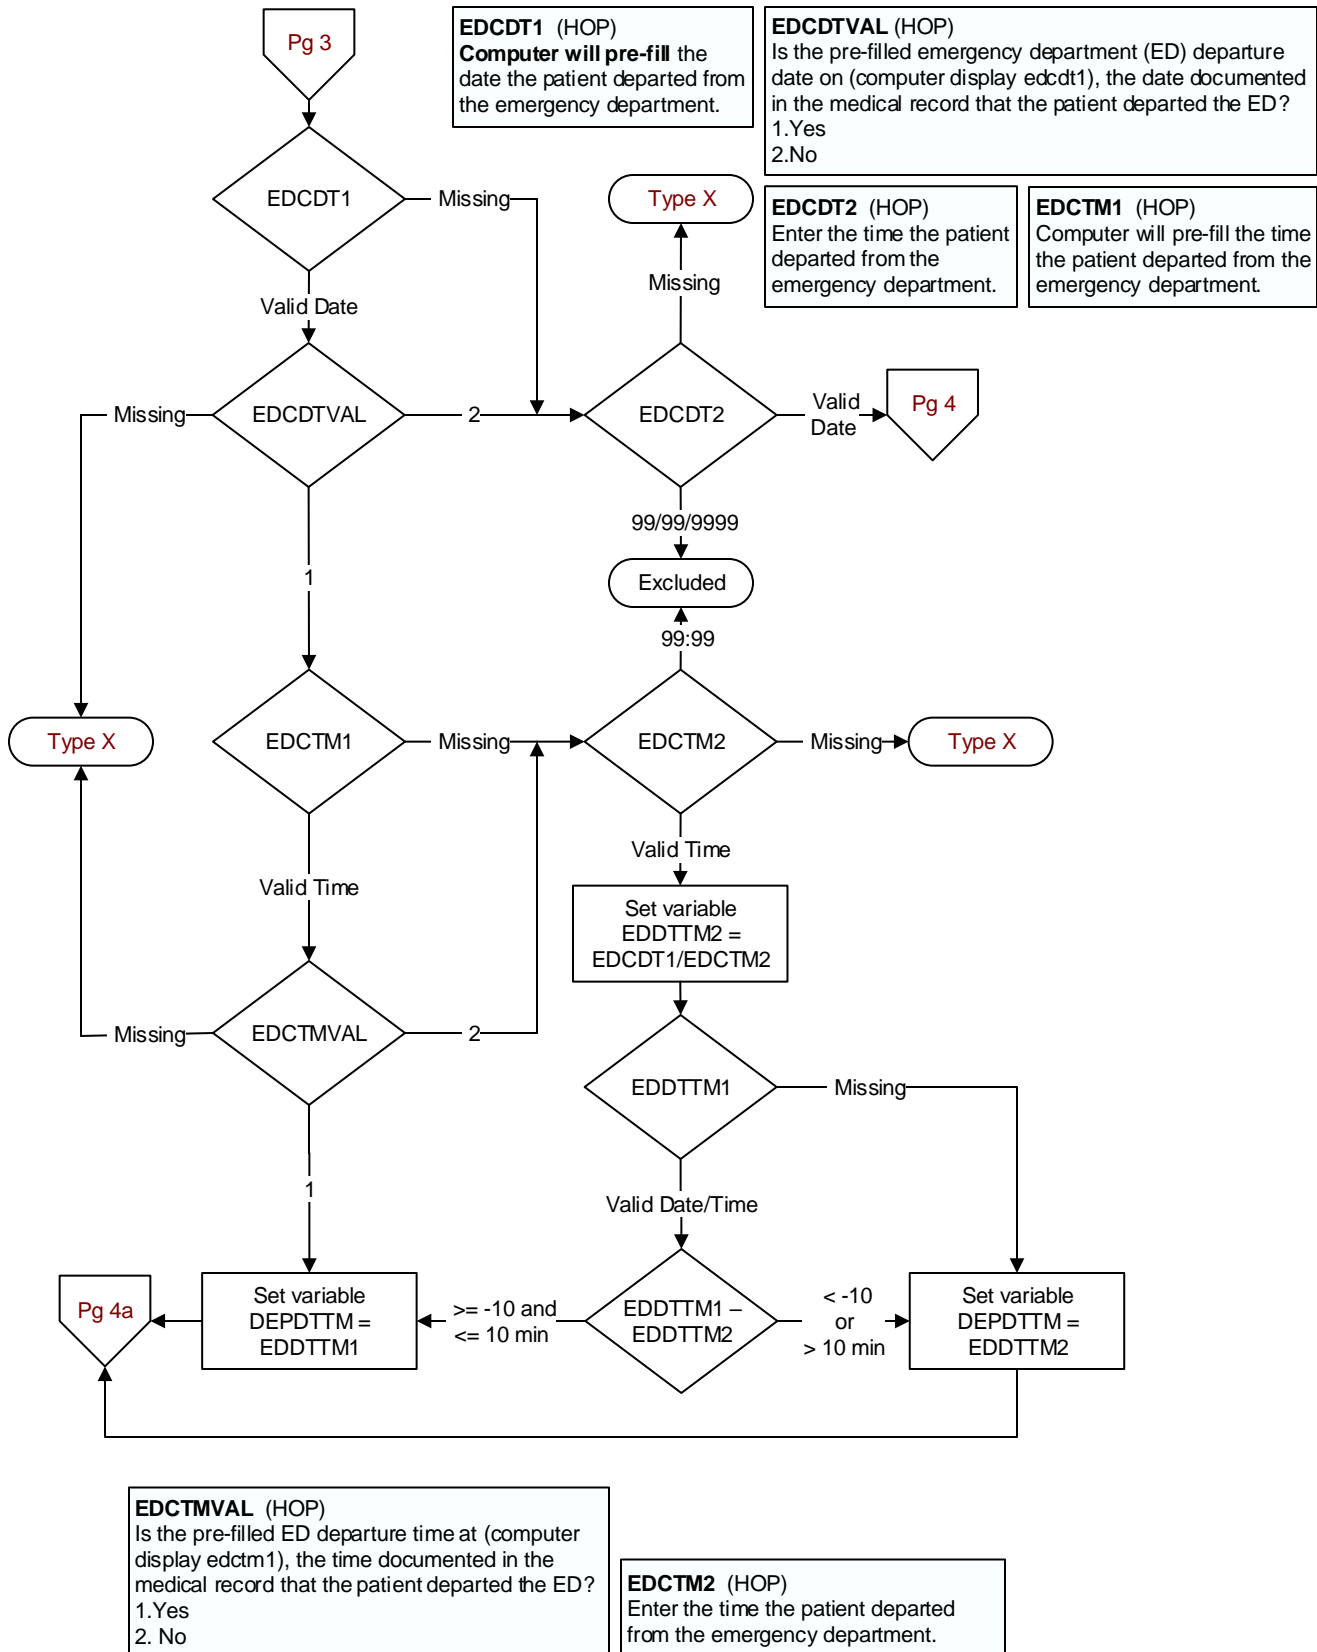 Pg 3
EDCDT1 (HOP)
Computer will pre-fill the
date the patient departed from
the emergency department.
EDCDTVAL (HOP)
Is the pre-filled emergency department (ED) departure
date on (computer display edcdt1), the date documented
in the medical record that the patient departed the ED?
1.Yes
2.No
EDCDT2 (HOP)
Enter the time the patient
departed from the
emergency department.
EDCTM1 (HOP)
Computer will pre-fill the time
the patient departed from the
emergency department.
EDCDT1
Missing
Type X
Missing
Valid Date
Missing
EDCDTVAL
2
EDCDT2
Valid
Date
Pg 4
99/99/9999
Excluded
1
99:99
Type X
EDCTM1
Missing
EDCTM2
Missing
Type X
Valid Time
Valid Time
Set variable
EDDTTM2 =
EDCDT1/EDCTM2
Missing
EDCTMVAL
2
EDDTTM1
Missing
1
Valid Date/Time
Pg 4a
Set variable
DEPDTTM =
EDDTTM1
>= -10 and
<= 10 min
EDDTTM1 –
EDDTTM2
< -10
or
> 10 min
Set variable
DEPDTTM =
EDDTTM2
EDCTMVAL (HOP)
Is the pre-filled ED departure time at (computer
display edctm1), the time documented in the
medical record that the patient departed the ED?
1.Yes
2. No
EDCTM2 (HOP)
Enter the time the patient departed
from the emergency department.